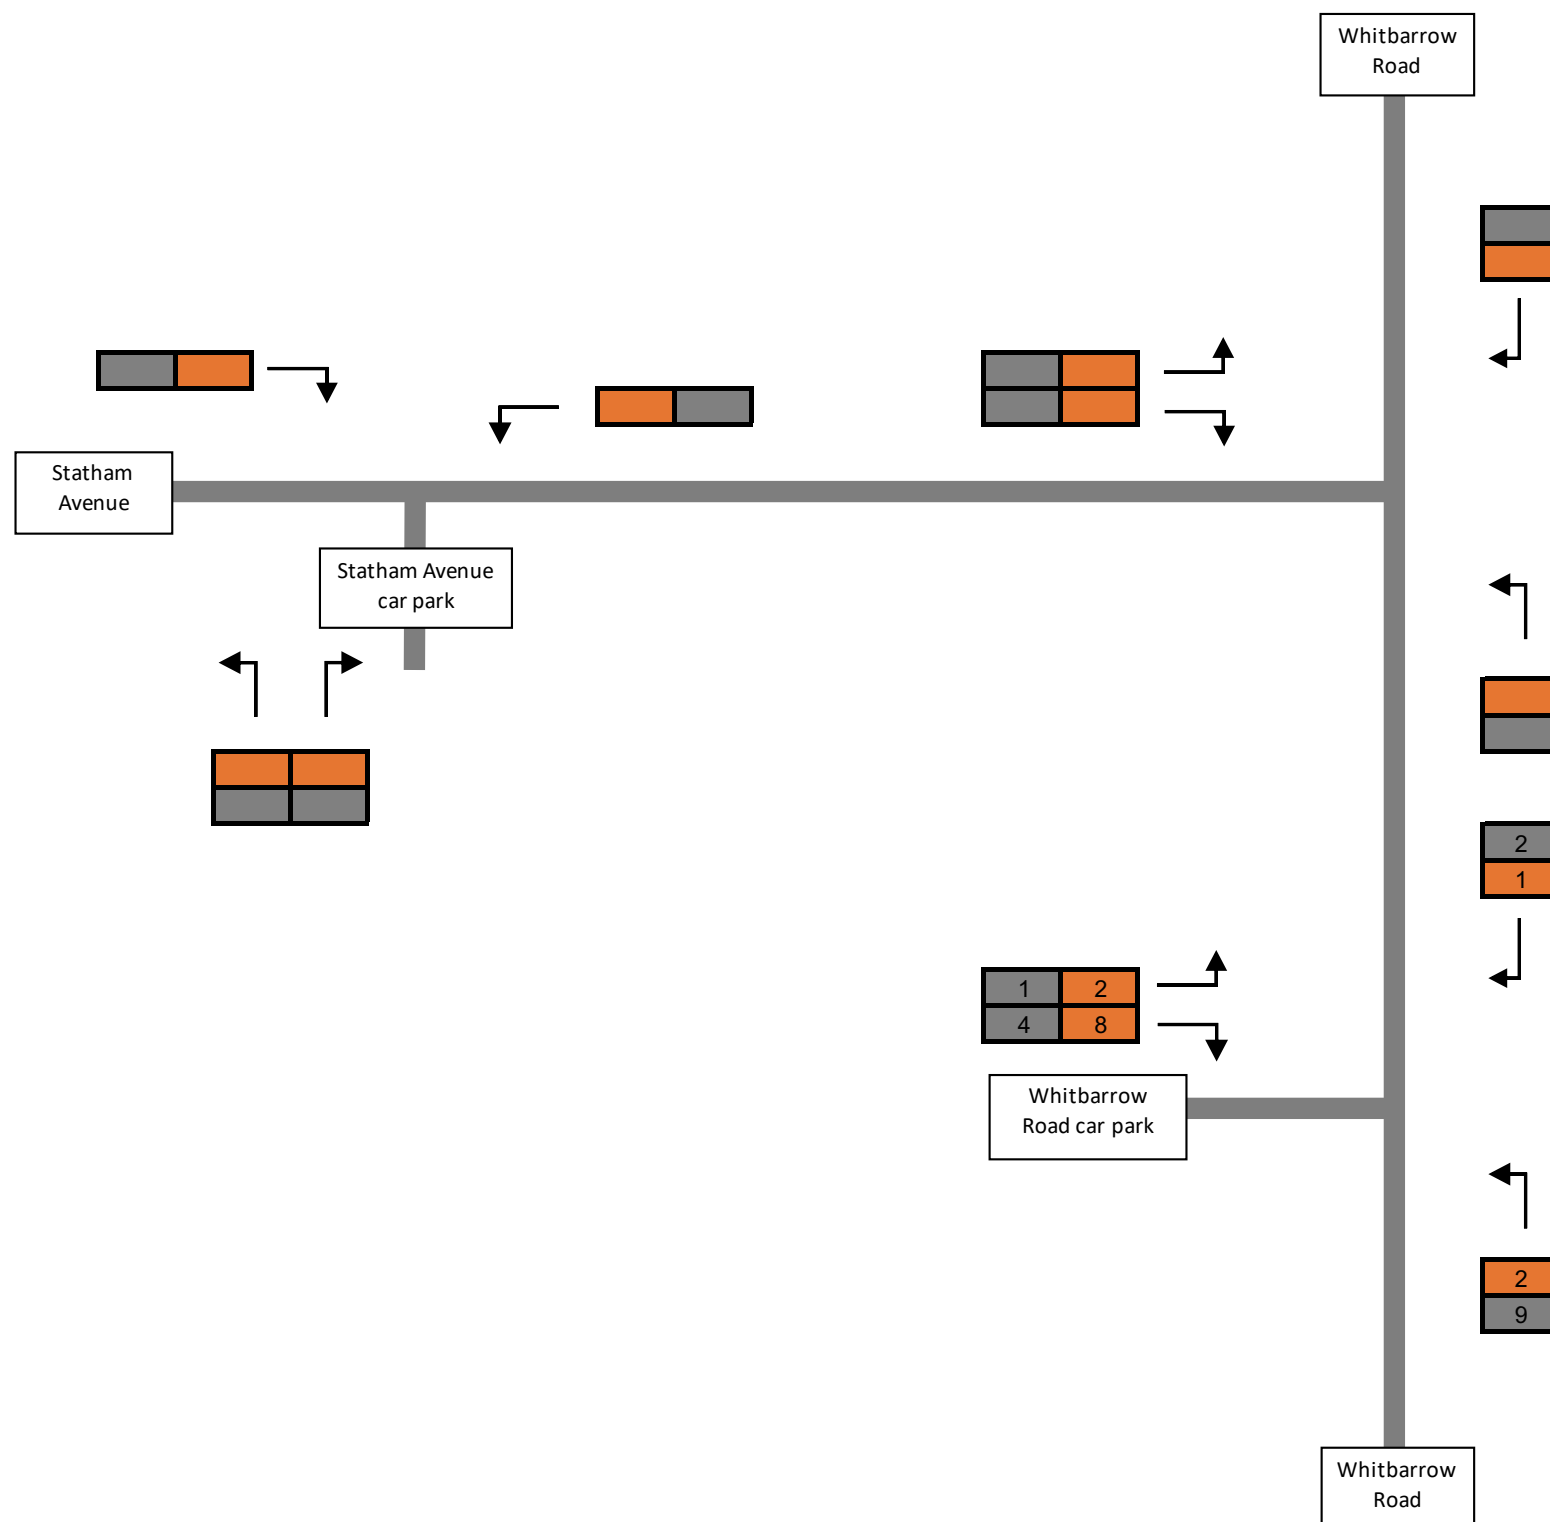 Whitbarrow
Road
Statham
Avenue
Statham Avenue
car park
2
1
1 2
4 8
Whitbarrow
Road car park
2
9
Whitbarrow
Road